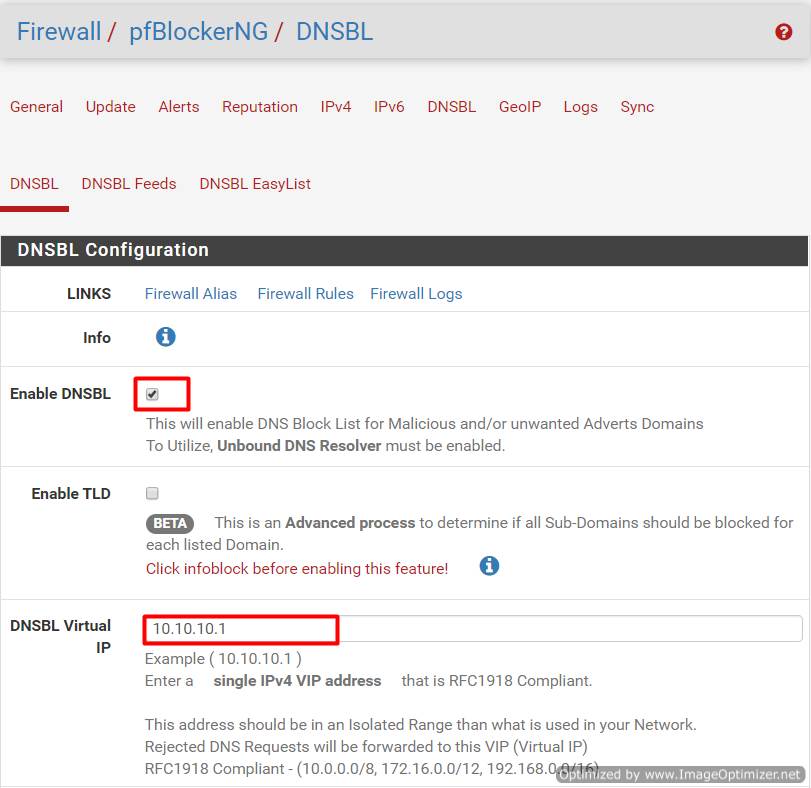 Firewall / pfBlockerNG / DNSBL
General Update Alerts Reputation IPv4 IPv6 DNSBL GeoIP Logs Sync
DNSBL DNSBL Feeds DNSBL EasyList
DNSBL Configuration
LINKS Firewall Alias Firewall Rules Firewall Logs
Info
Enable DNSBL
This will enable DNS Block List for Malicious and/or unwanted Adverts Domains
To Utilize, Unbound DNS Resolver must be enabled.
Enable TLD
BETA This is an Advanced process to determine if all Sub-Domains should be blocked for
each listed Domain.
Click infoblock before enabling this feature!
DNSBL Virtual 10.10.10.1
IP
Example ( 10.10.10.1 )
Enter a single IPv4 VIP address that is RFC1918 Compliant.
This address should be in an Isolated Range than what is used in your Network.
Rejected DNS Requests will be forwarded to this VIP (Virtual IP)
RFC1918 Compliant - (10.0.0.0/8, 172.16.0.0/12, 192.168.0.0/16)
Optimized by www.ImageOptimizer.net